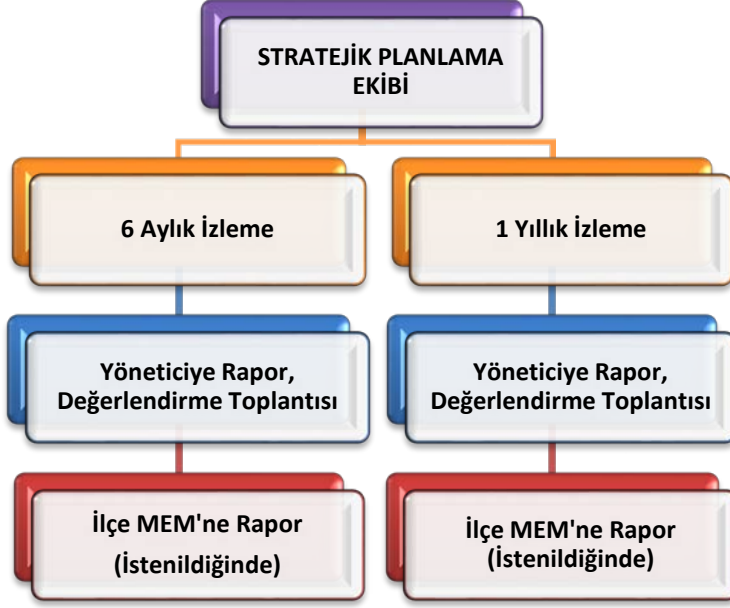 STRATEJİK PLANLAMA
EKİBİ
6 Aylık İzleme
1 Yıllık İzleme
Yöneticiye Rapor,
Değerlendirme Toplantısı
Yöneticiye Rapor,
Değerlendirme Toplantısı
İlçe MEM'ne Rapor
(İstenildiğinde)
İlçe MEM'ne Rapor
(İstenildiğinde)